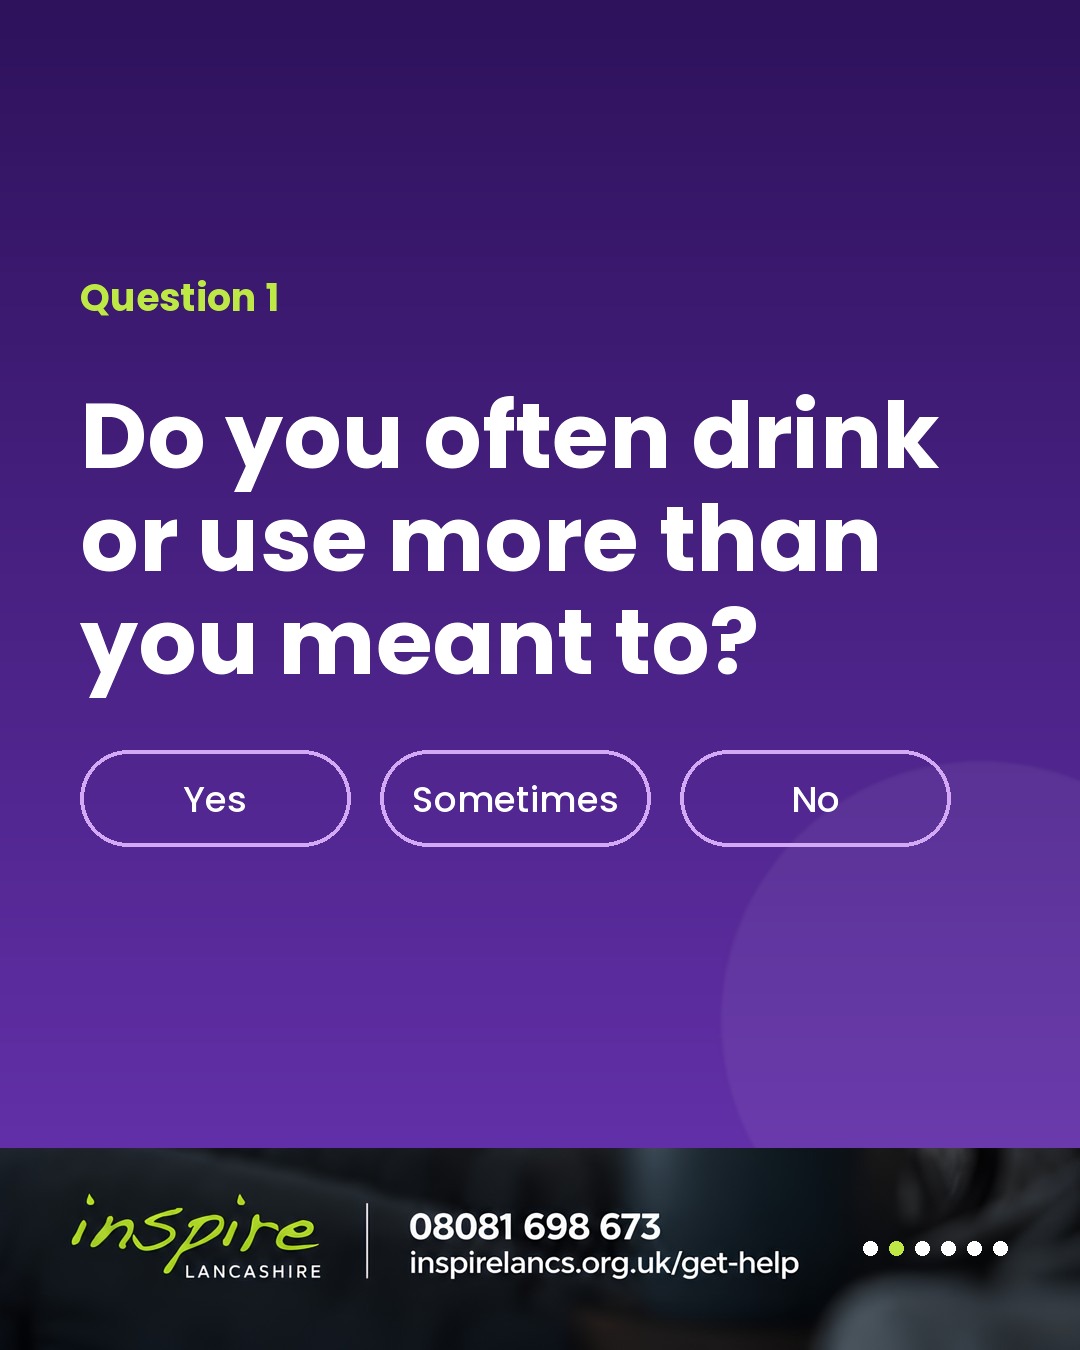 Question 1
Do you often drink
or use more than
you meant to?
Yes
Sometimes
No
inspire
LANCASHIRE
08081 698 673
inspirelancs.org.uk/get-help